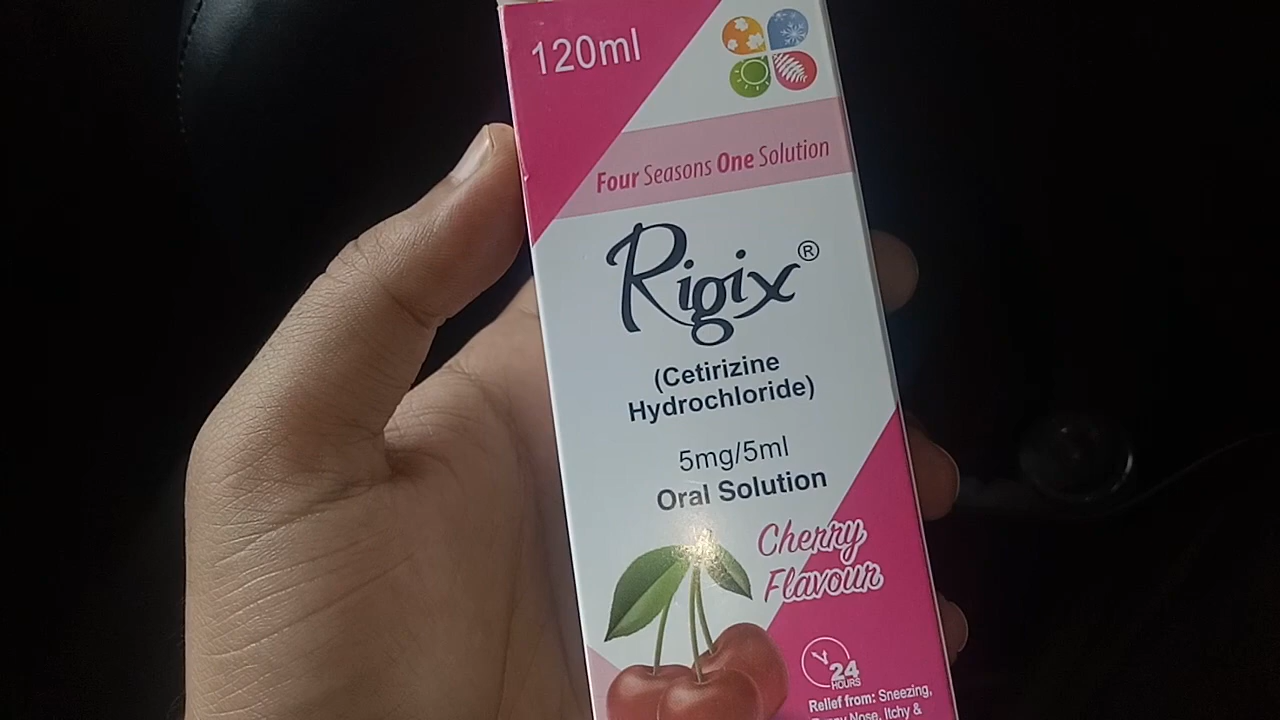 120ml
Four Seasons One Solution
Rigix®
(Cetirizine
Hydrochloride)
5mg/5ml
Oral Solution
Cherry
Flavour
24
HOURS
Relief from: Sneezing,
Nose, Itchy &